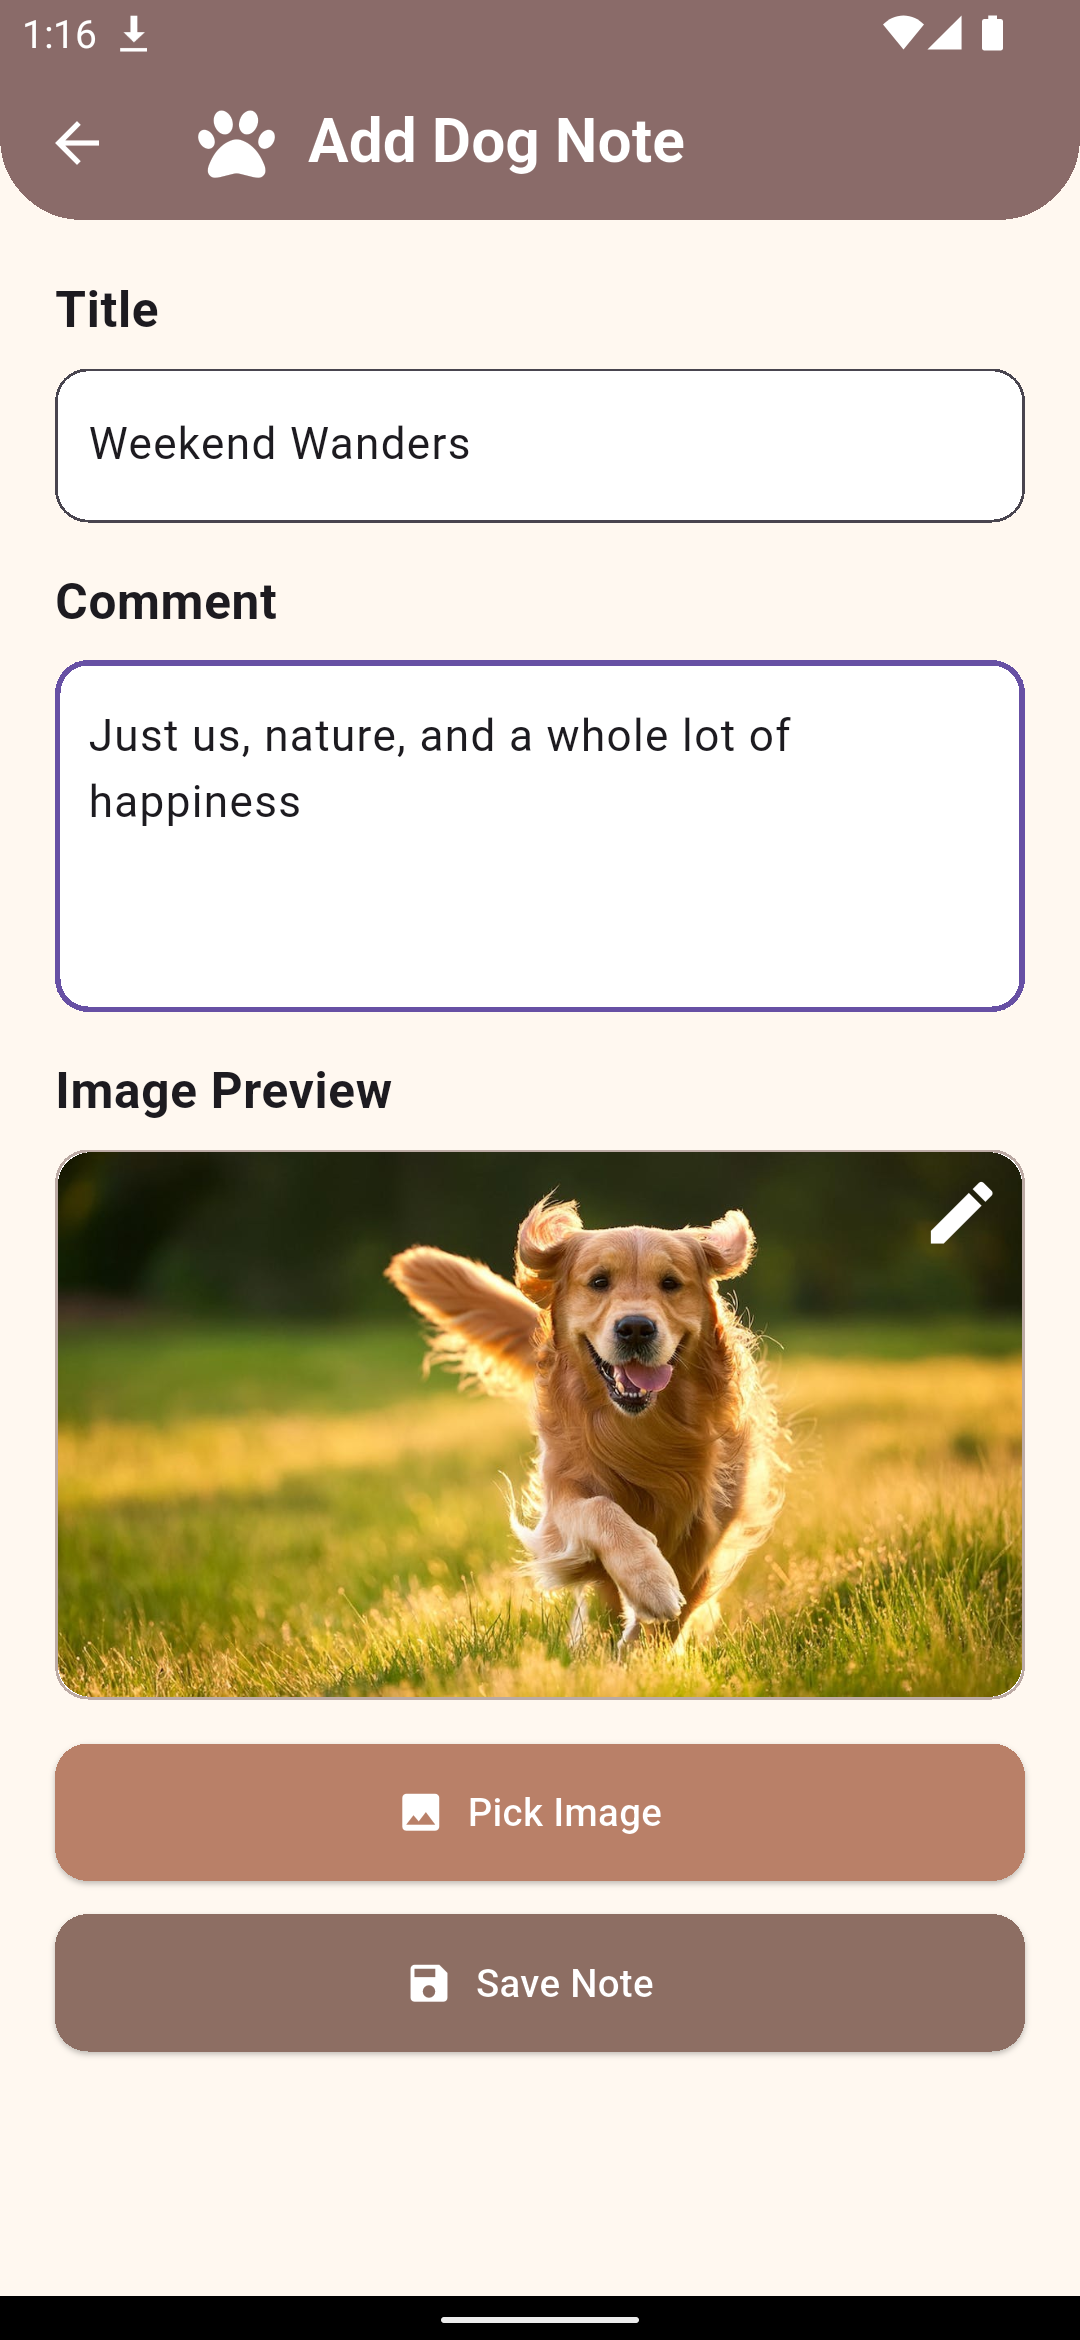 1:16
Add Dog Note
Title
Weekend Wanders
Comment
Just us, nature, and a whole lot of
happiness
Image Preview
Pick Image
Save Note